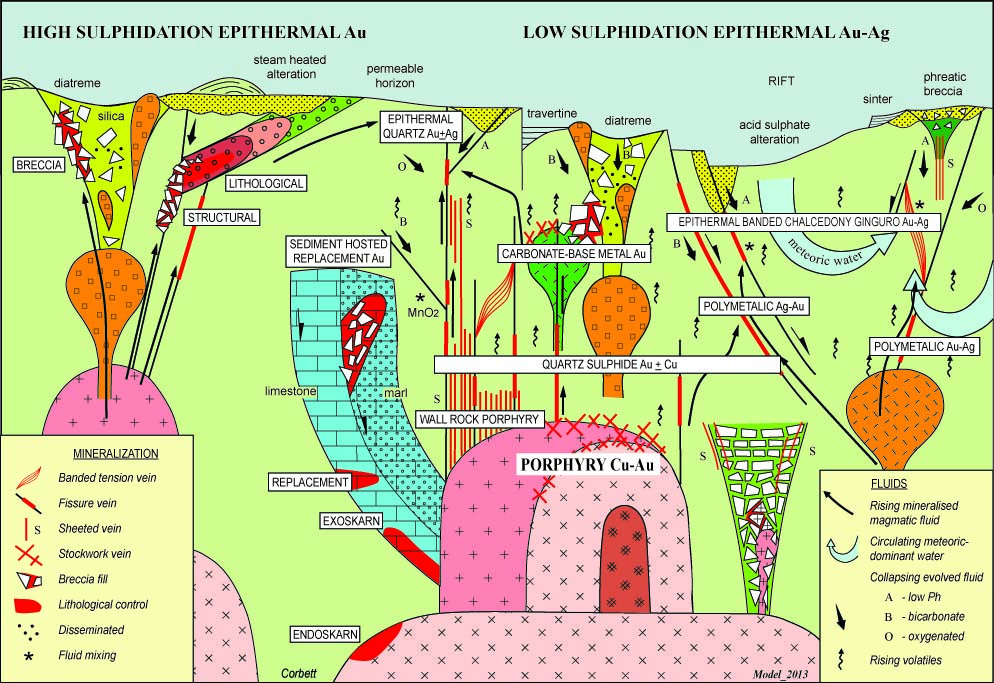 HIGH SULPHIDATION EPITHERMAL Au
LOW SULPHIDATION EPITHERMAL Au-Ag
steam heated
alteration
permeable
horizon
diatreme
silica
BRECCIA
LITHOLOGICAL
STRUCTURAL
EPITHERMAL
QUARTZ Au±Ag
A
O
B
S
SEDIMENT HOSTED
REPLACEMENT Au
*
MnO2
limestone
marl
S
travertine
diatreme
B
B
CARBONATE-BASE METAL Au
RIFT
acid sulphate
alteration
sinter
phreatic
breccia
A
S
O
*
A
EPITHERMAL BANDED CHALCEDONY GINGURO Au-Ag
B
*
meteoric water
POLYMETALIC Ag-Au
POLYMETALIC Au-Ag
QUARTZ SULPHIDE Au ± Cu
WALL ROCK PORPHYRY
PORPHYRY Cu-Au
S
S
REPLACEMENT
EXOSKARN
ENDOSKARN
MINERALIZATION
Banded tension vein
Fissure vein
S Sheeted vein
Stockwork vein
Breccia fill
Lithological control
Disseminated
* Fluid mixing
FLUIDS
Rising mineralised
magmatic fluid
Circulating meteoric-
dominant water
Collapsing evolved fluid
A - low Ph
B - bicarbonate
O - oxygenated
Rising volatiles
Corbett
Model_2013